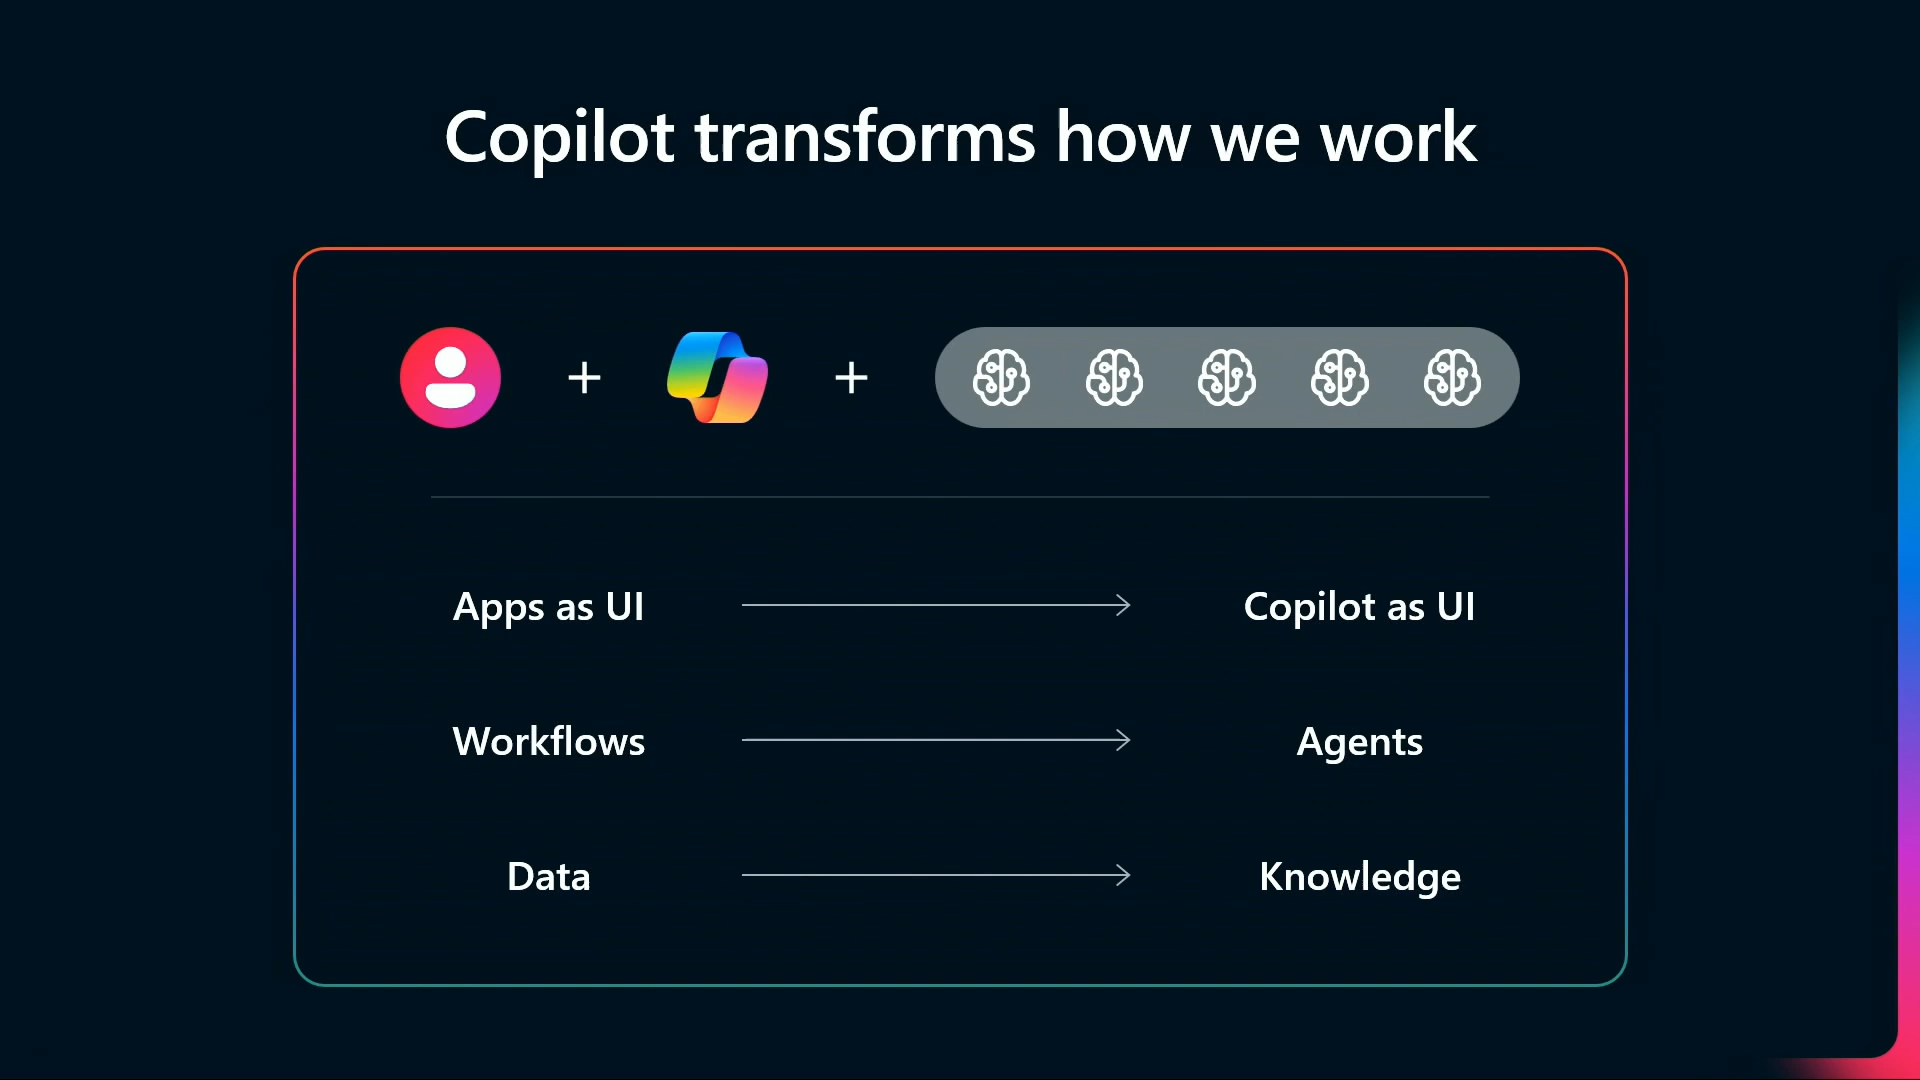 Copilot transforms how we work
+ +
Apps as UI Copilot as UI
Workflows Agents
Data Knowledge